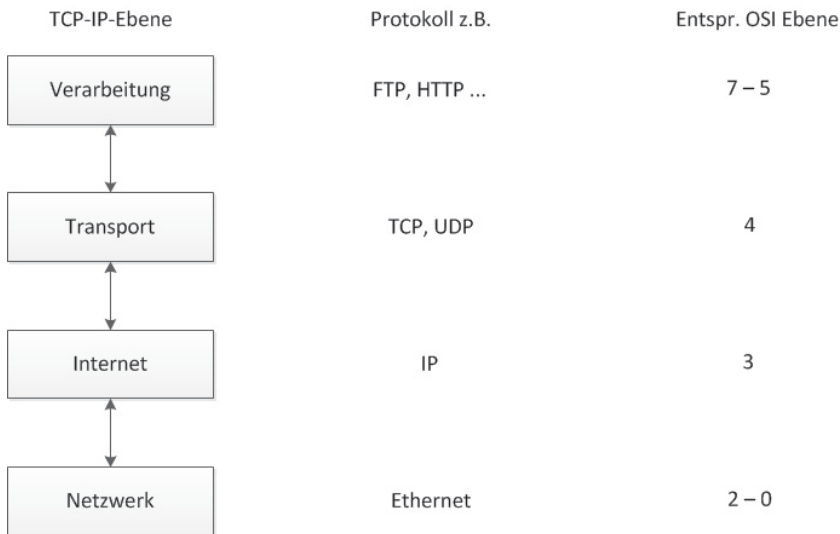 TCP-IP-Ebene Protokoll z.B. Entspr. OSI Ebene
Verarbeitung FTP, HTTP ... 7 – 5
Transport TCP, UDP 4
Internet IP 3
Netzwerk Ethernet 2 – 0